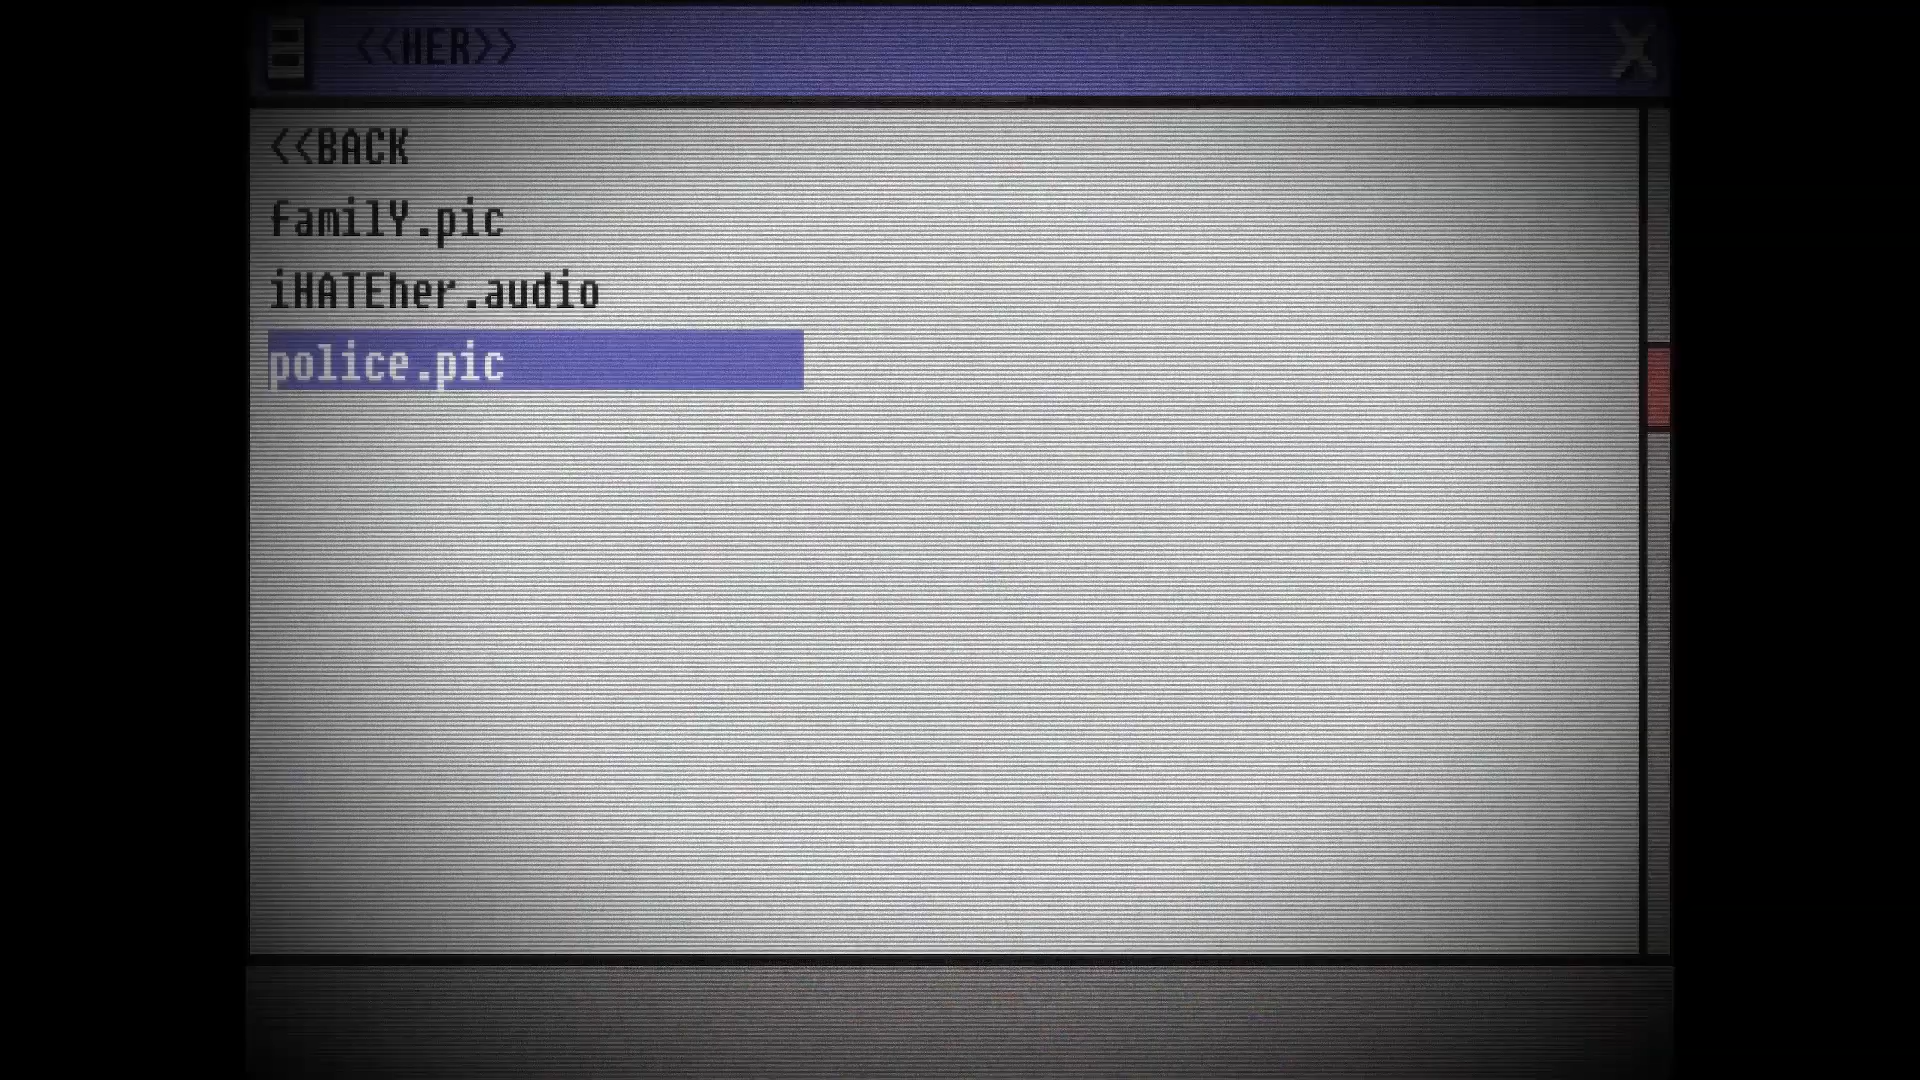 <<HER>>
<<BACK
familY.pic
iHATEher.audio
police.pic